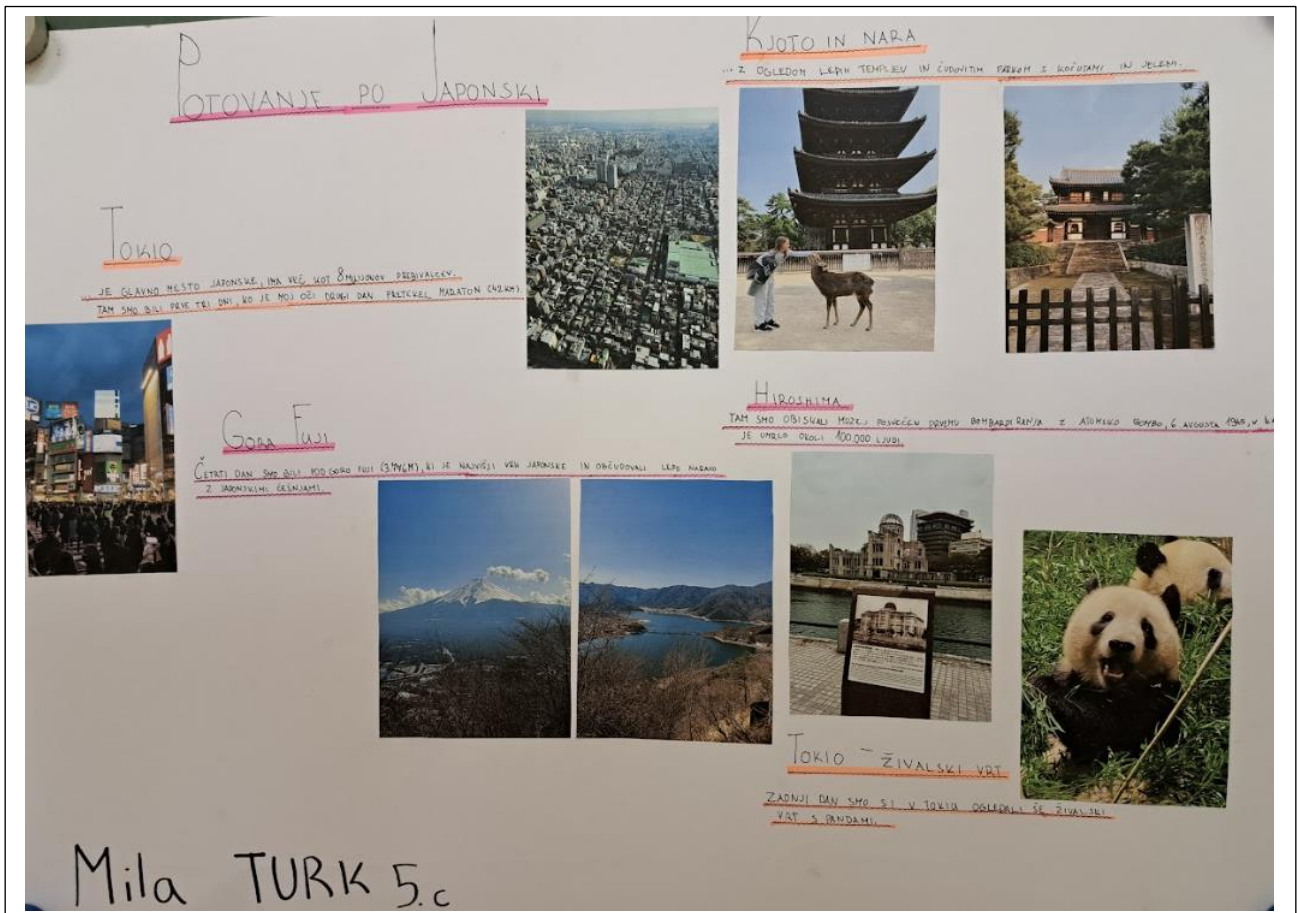 POTOVANJE PO JAPONSKI
TOKIO
... JE GLAVNO MESTO JAPONSKE, IMA VEČ KOT 8 MILIJONOV PREBIVALCEV.
TAM SMO BILI PRVE TRI DNI, KO JE MOJ OČI DRUGI DAN PRETEKEL MARATON (42KM).
GORA FUJI
ČETRTI DAN SMO BILI POD GORO FUJI (3.776M), KI JE NAJVIŠJI VRH JAPONSKE IN OBČUDOVALI LEPO NARAVO
Z JAPONSKIMI ČEŠNJAMI.
KJOTO IN NARA
... Z OGLEDOM LEPIH TEMPLJEV IN ČUDOVITIM PARKOM S KOŠUTAMI IN JELENI.
HIROSHIMA
TAM SMO OBISKALI MUZEJ POSVEČEN PRVEMU BOMBARDIRANJA Z ATOMSKO BOMBO, 6. AVGUSTA 1945, V
JE UMRLO OKOLI 100.000 LJUDI.
TOKIO - ŽIVALSKI VRT
ZADNJI DAN SMO SI V TOKIU OGLEDALI ŠE ŽIVALSKI
VRT S PANDAMI.
Mila TURK 5.c